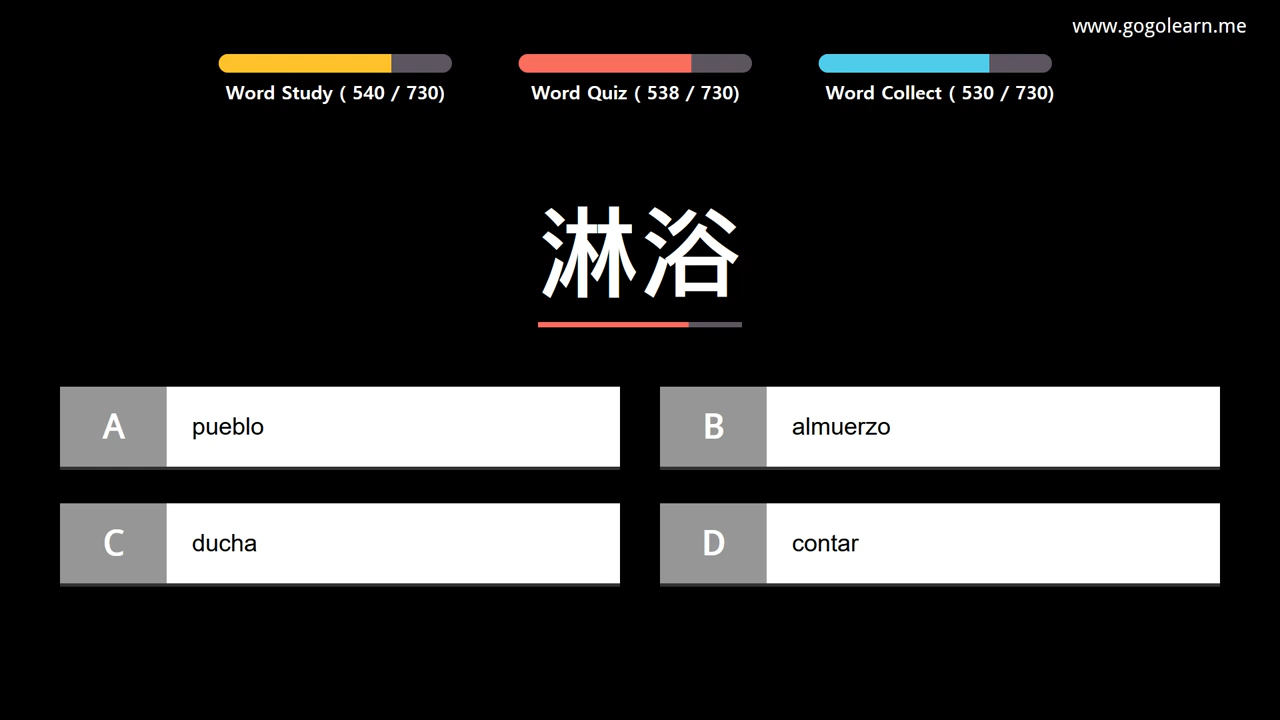 www.gogolearn.me
Word Study ( 540 / 730)
Word Quiz ( 538 / 730)
Word Collect ( 530 / 730)
淋浴
A pueblo
B almuerzo
C ducha
D contar